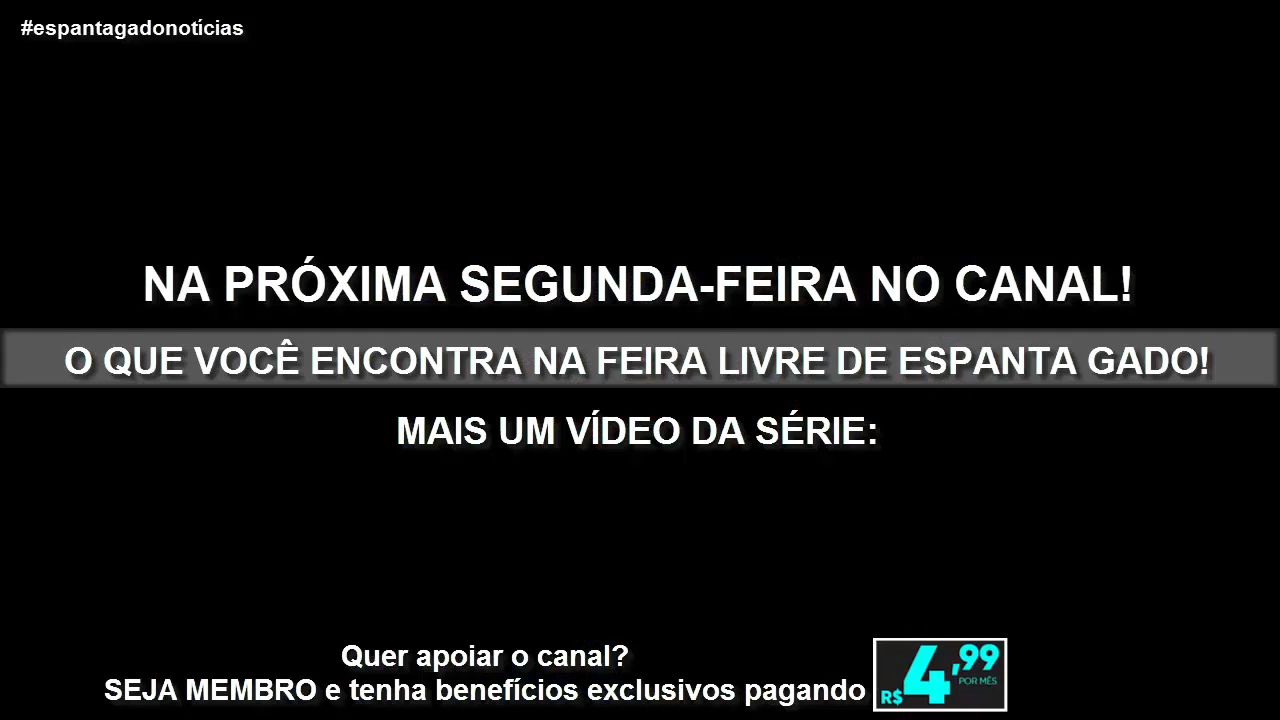 #espantagadonotícias
NA PRÓXIMA SEGUNDA-FEIRA NO CANAL!
O QUE VOCÊ ENCONTRA NA FEIRA LIVRE DE ESPANTA GADO!
MAIS UM VÍDEO DA SÉRIE:
Quer apoiar o canal?
SEJA MEMBRO e tenha benefícios exclusivos pagando
R$4,99
POR MÊS